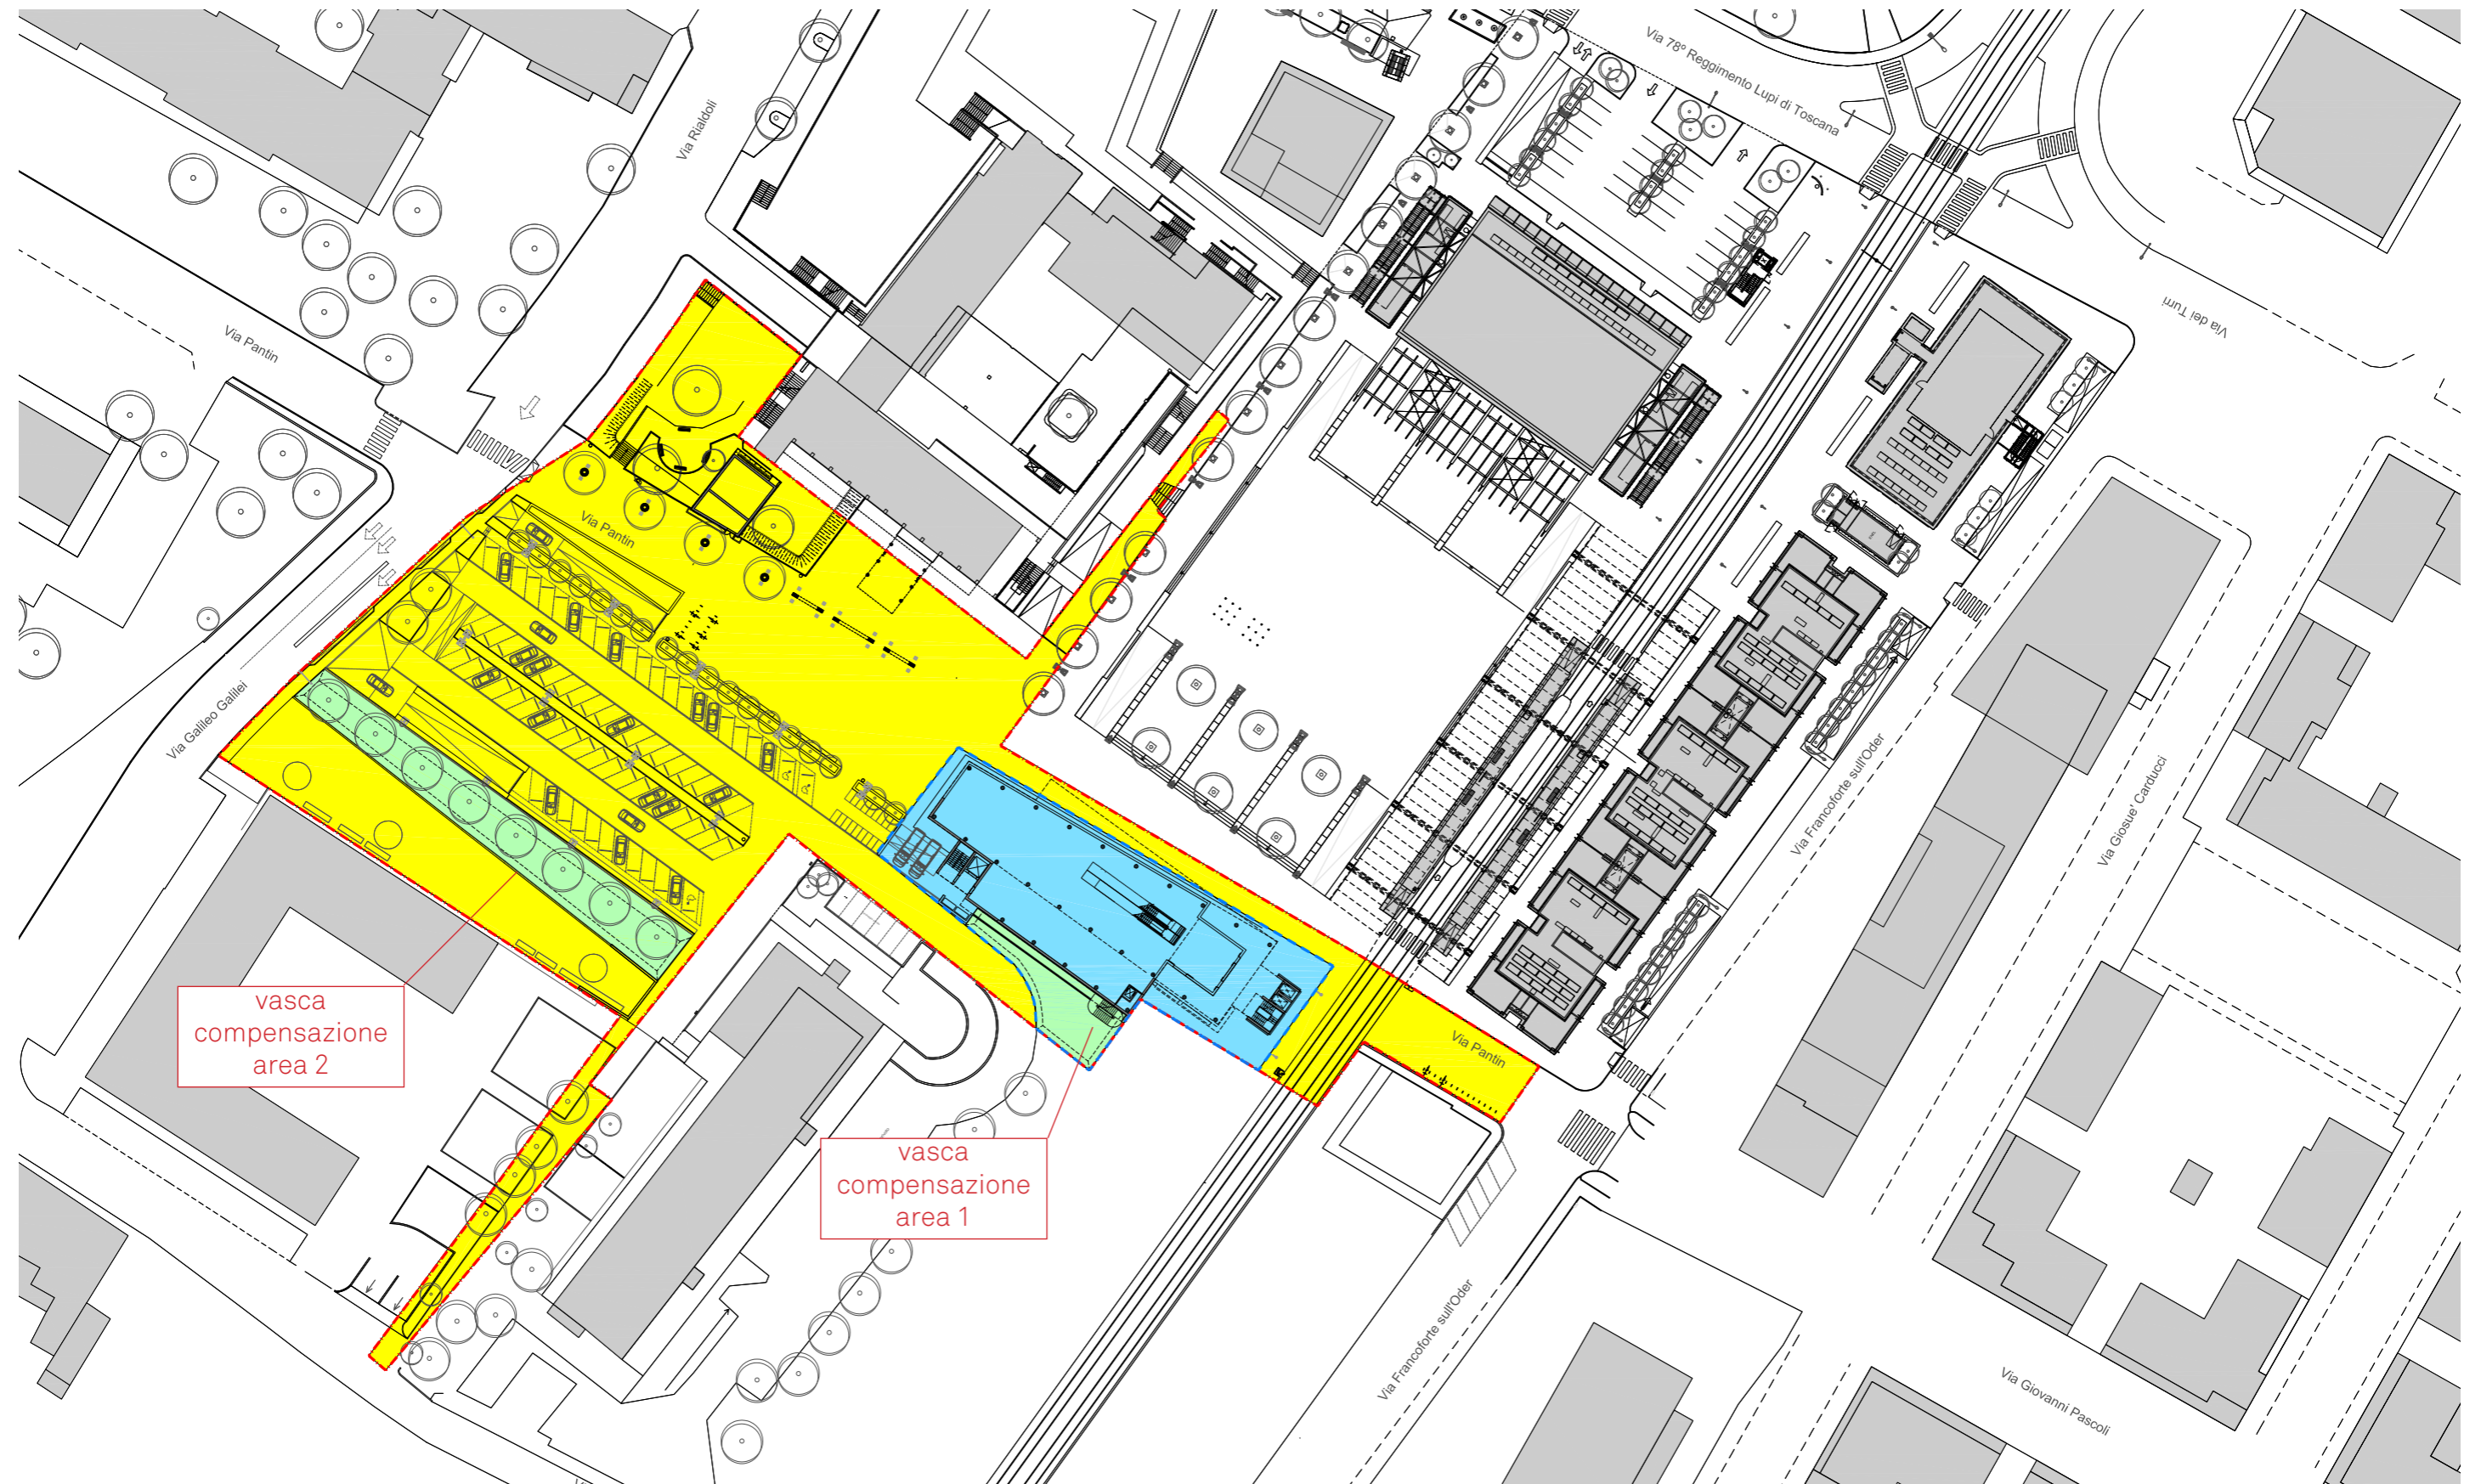 Via 78° Reggimento Lupi di Toscana
Via Rialdoli
Via dei Turri
Via Pantin
Via Pantin
Via Galileo Galilei
Via Francoforte sull'Oder
Via Giosue' Carducci
vasca
compensazione
area 2
Via Pantin
vasca
compensazione
area 1
Via Francoforte sull'Oder
Via Giovanni Pascoli